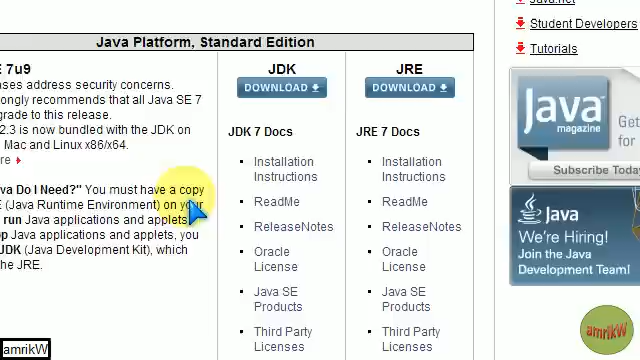 Java.net
Student Developers
Tutorials
Java Platform, Standard Edition
E 7u9
ases address security concerns.
ongly recommends that all Java SE 7
grade to this release.
2.3 is now bundled with the JDK on
Mac and Linux x86/x64.
re
va Do I Need?" You must have a copy
E (Java Runtime Environment) on your
run Java applications and applets.
op Java applications and applets, you
JDK (Java Development Kit), which
the JRE.
JDK
DOWNLOAD
JDK 7 Docs
Installation
Instructions
ReadMe
ReleaseNotes
Oracle
License
Java SE
Products
Third Party
Licenses
JRE
DOWNLOAD
JRE 7 Docs
Installation
Instructions
ReadMe
ReleaseNotes
Oracle
License
Java SE
Products
Third Party
Licenses
Java
magazine
Get
for
Subscribe Today
Java
We're Hiring!
Join the Java
Development Team!
amrikW
amrikW